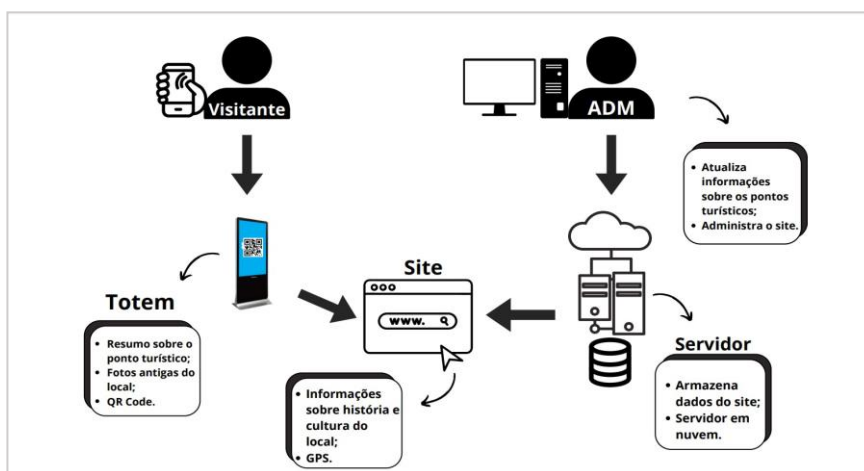 Visitante
ADM
• Atualiza
informações
sobre os pontos
turísticos;
• Administra o site.
Totem
• Resumo sobre o
ponto turístico;
• Fotos antigas do
local;
• QR Code.
Site
www.
• Informações
sobre história e
cultura do
local;
• GPS.
Servidor
• Armazena
dados do site;
• Servidor em
nuvem.